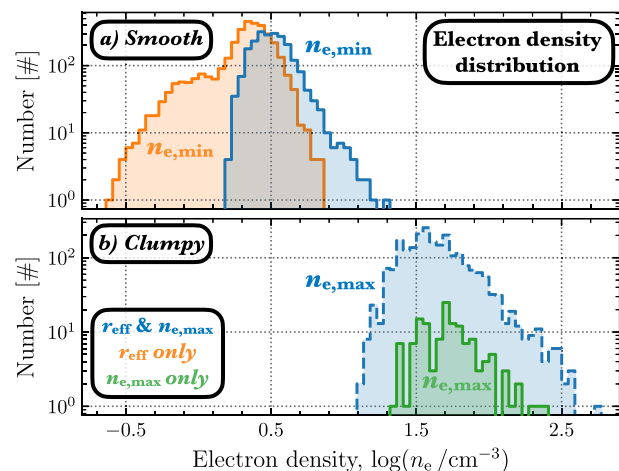 a) Smooth
n_e,min
Electron density
distribution
n_e,min
Number [#]
10^2
10^1
10^0
b) Clumpy
n_e,max
r_eff & n_e,max
r_eff only
n_e,max only
n_e,max
Number [#]
10^2
10^1
10^0
−0.5 0.5 1.5 2.5
Electron density, log(n_e /cm^−3)